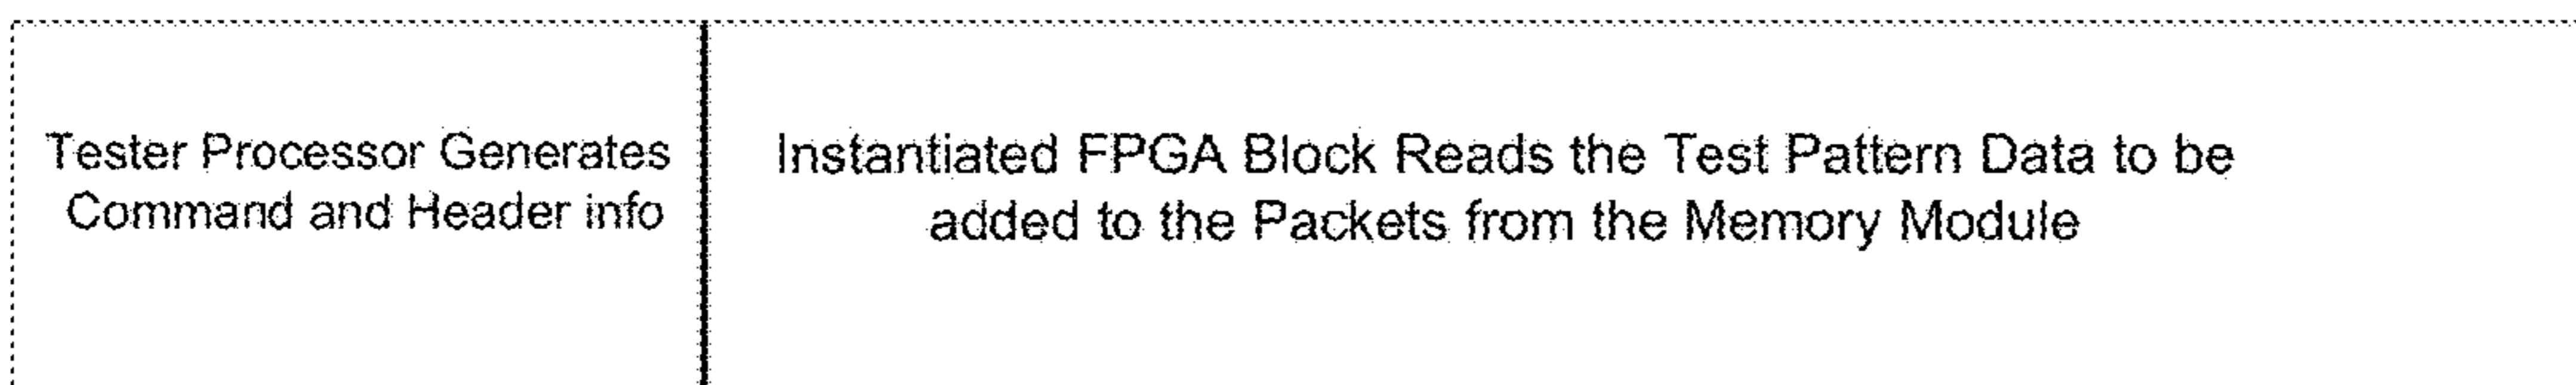 Tester Processor Generates
Command and Header info
Instantiated FPGA Block Reads the Test Pattern Data to be
added to the Packets from the Memory Module